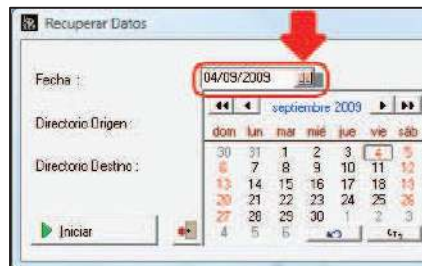 Recuperar Datos
Fecha :
04/09/2009
septiembre 2009
Directorio Origen :
dom lun mar mié jue vie sáb
30 31 1 2 3 4 5
6 7 8 9 10 11 12
Directorio Destino :
13 14 15 16 17 18 19
20 21 22 23 24 25 26
27 28 29 30 1 2 3
Iniciar
4 5 6